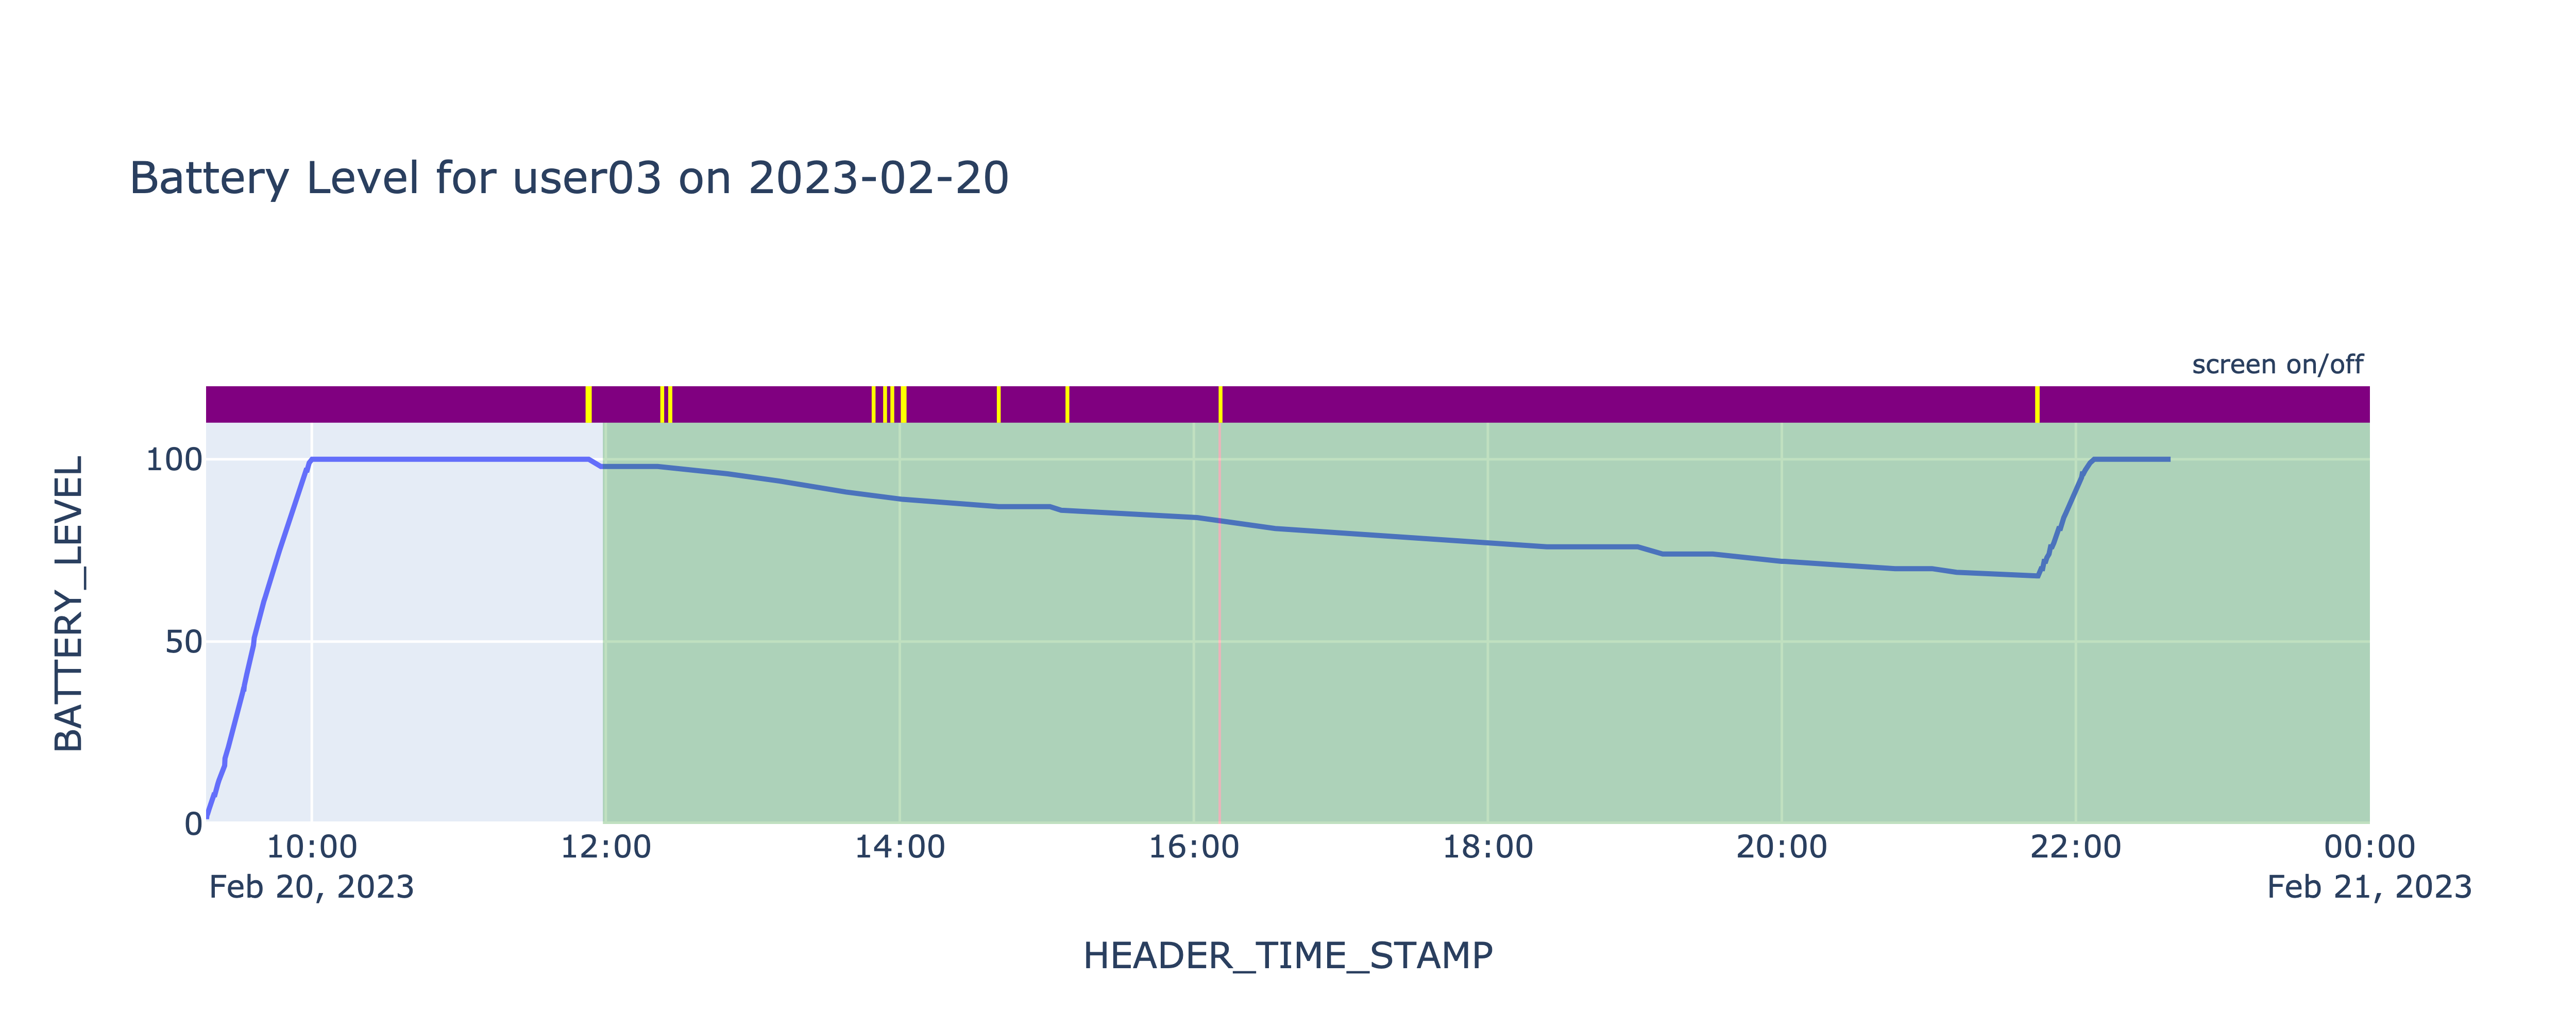 Battery Level for user03 on 2023-02-20
screen on/off
BATTERY_LEVEL
100
50
0
10:00 12:00 14:00 16:00 18:00 20:00 22:00 00:00
Feb 20, 2023 Feb 21, 2023
HEADER_TIME_STAMP